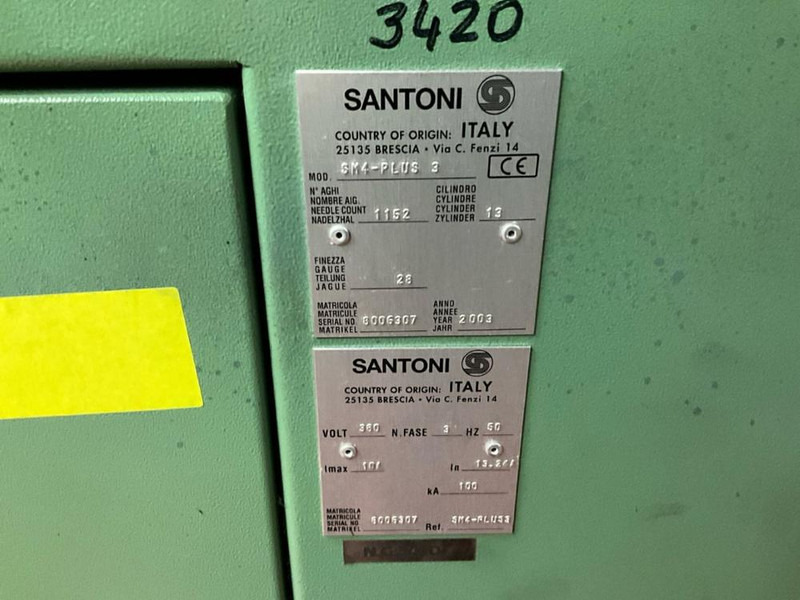 3420
SANTONI
COUNTRY OF ORIGIN: ITALY
25135 BRESCIA • Via C. Fenzi 14
MOD. SM4-PLUS 3 CE
N° AGHI
NOMBRE AIG.
NEEDLE COUNT
NADELZHAL 1152
CILINDRO
CYLINDRE
CYLINDER
ZYLINDER 13
FINEZZA
GAUGE
TEILUNG
JAGUE 28
MATRICOLA
MATRICULE
SERIAL NO.
MATRIKEL 6006307
ANNO
ANNEE
YEAR
JAHR 2003
SANTONI
COUNTRY OF ORIGIN: ITALY
25135 BRESCIA • Via C. Fenzi 14
VOLT 380 N.FASE 3 HZ 50
Imax In
kA 100
MATRICOLA
MATRICULE
SERIAL NO
MATRIKEL 6006307 Ref. SM4-PLUS3